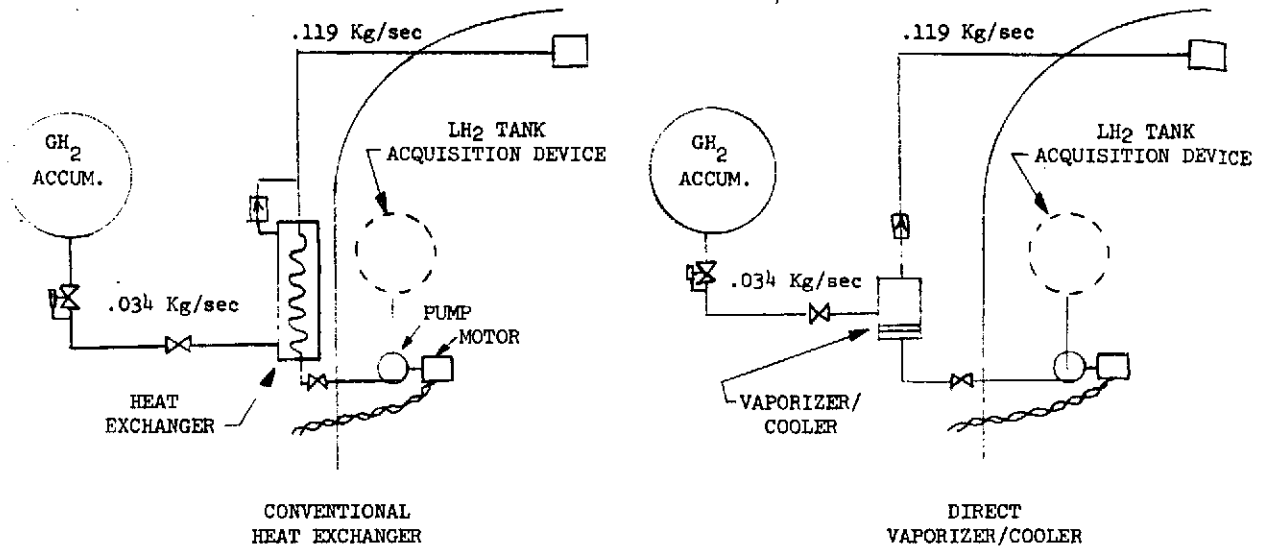 .119 Kg/sec
GH2
ACCUM.
LH2 TANK
ACQUISITION DEVICE
.034 Kg/sec
PUMP
MOTOR
HEAT
EXCHANGER
CONVENTIONAL
HEAT EXCHANGER
.119 Kg/sec
GH2
ACCUM.
LH2 TANK
ACQUISITION DEVICE
.034 Kg/sec
VAPORIZER/
COOLER
DIRECT
VAPORIZER/COOLER